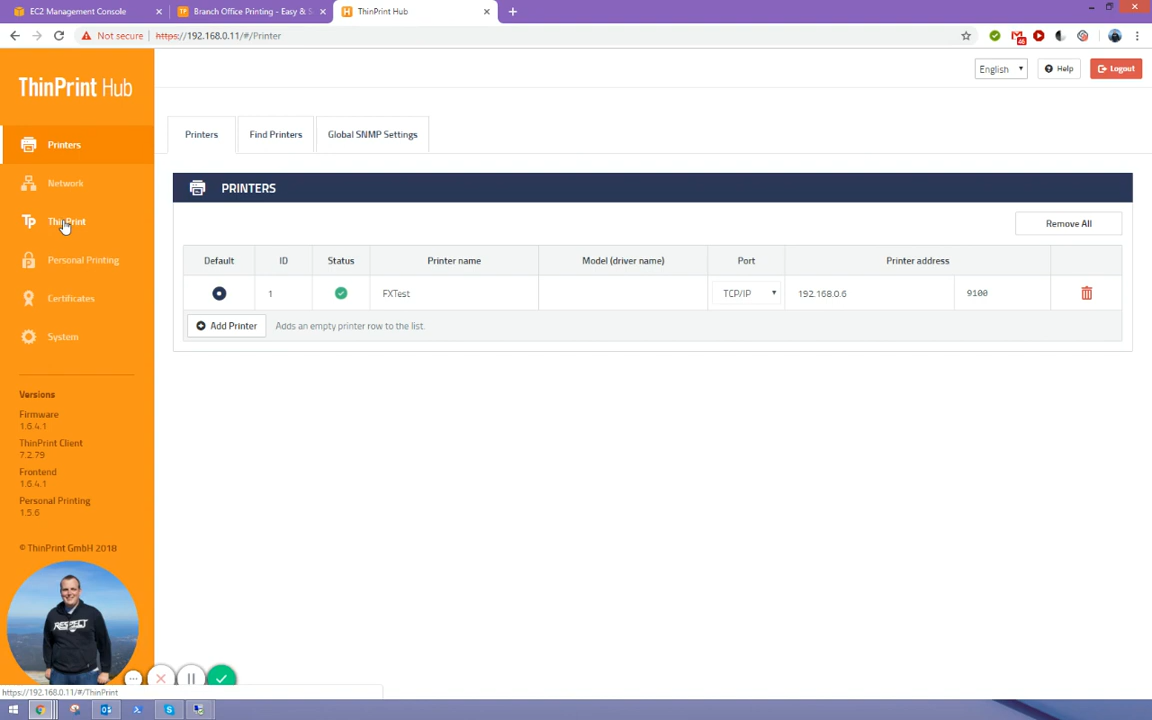 EC2 Management Console
Branch Office Printing - Easy & S
ThinPrint Hub
Not secure
https://192.168.0.11/#/Printer
ThinPrint Hub
English
Help
Logout
Printers
Find Printers
Global SNMP Settings
Printers
Network
ThinPrint
Personal Printing
Certificates
System
PRINTERS
Remove All
Default ID Status Printer name Model (driver name) Port Printer address
1 FXTest TCP/IP 192.168.0.6 9100
Add Printer Adds an empty printer row to the list.
Versions
Firmware
1.6.4.1
ThinPrint Client
7.2.79
Frontend
1.6.4.1
Personal Printing
1.5.6
© ThinPrint GmbH 2018
RESPECT
https://192.168.0.11/#/ThinPrint